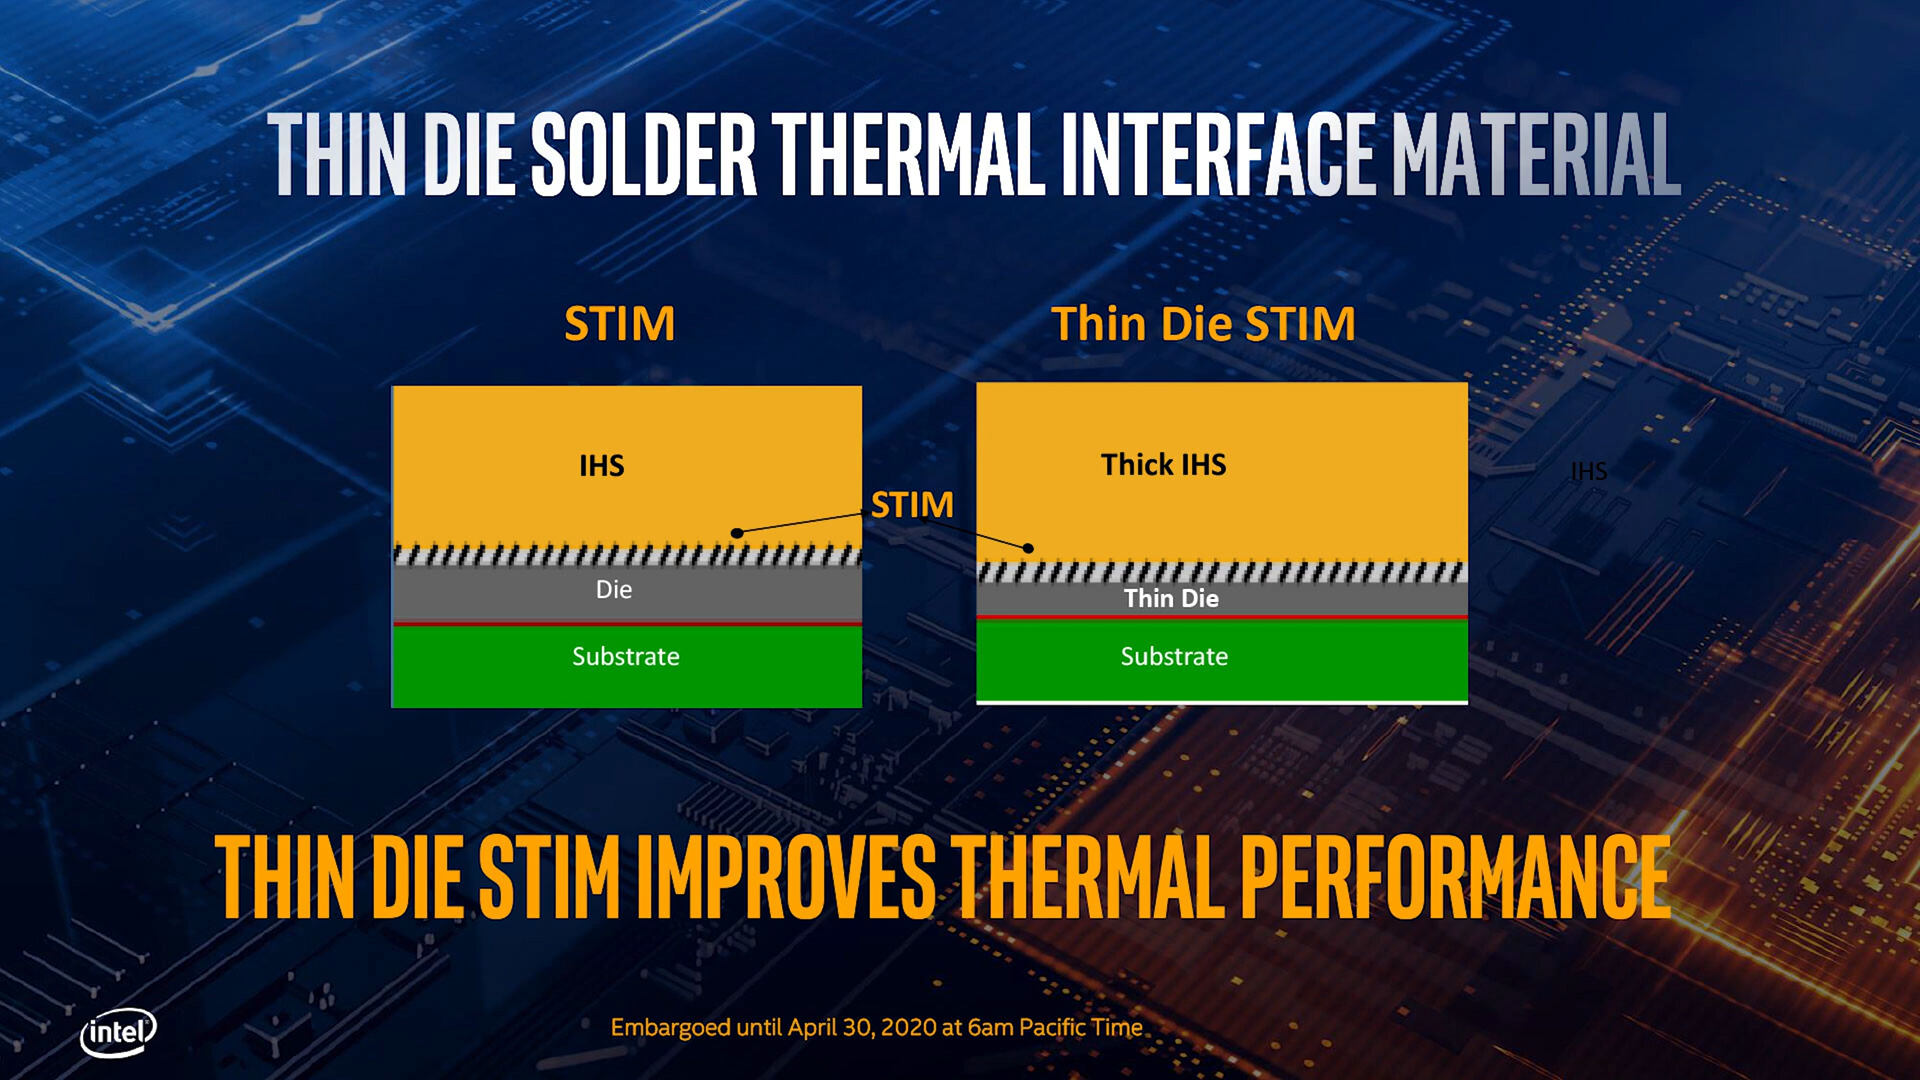 THIN DIE SOLDER THERMAL INTERFACE MATERIAL
STIM
Thin Die STIM
IHS
Die
Substrate
STIM
Thick IHS
Thin Die
Substrate
IHS
THIN DIE STIM IMPROVES THERMAL PERFORMANCE
intel
Embargoed until April 30, 2020 at 6am Pacific Time